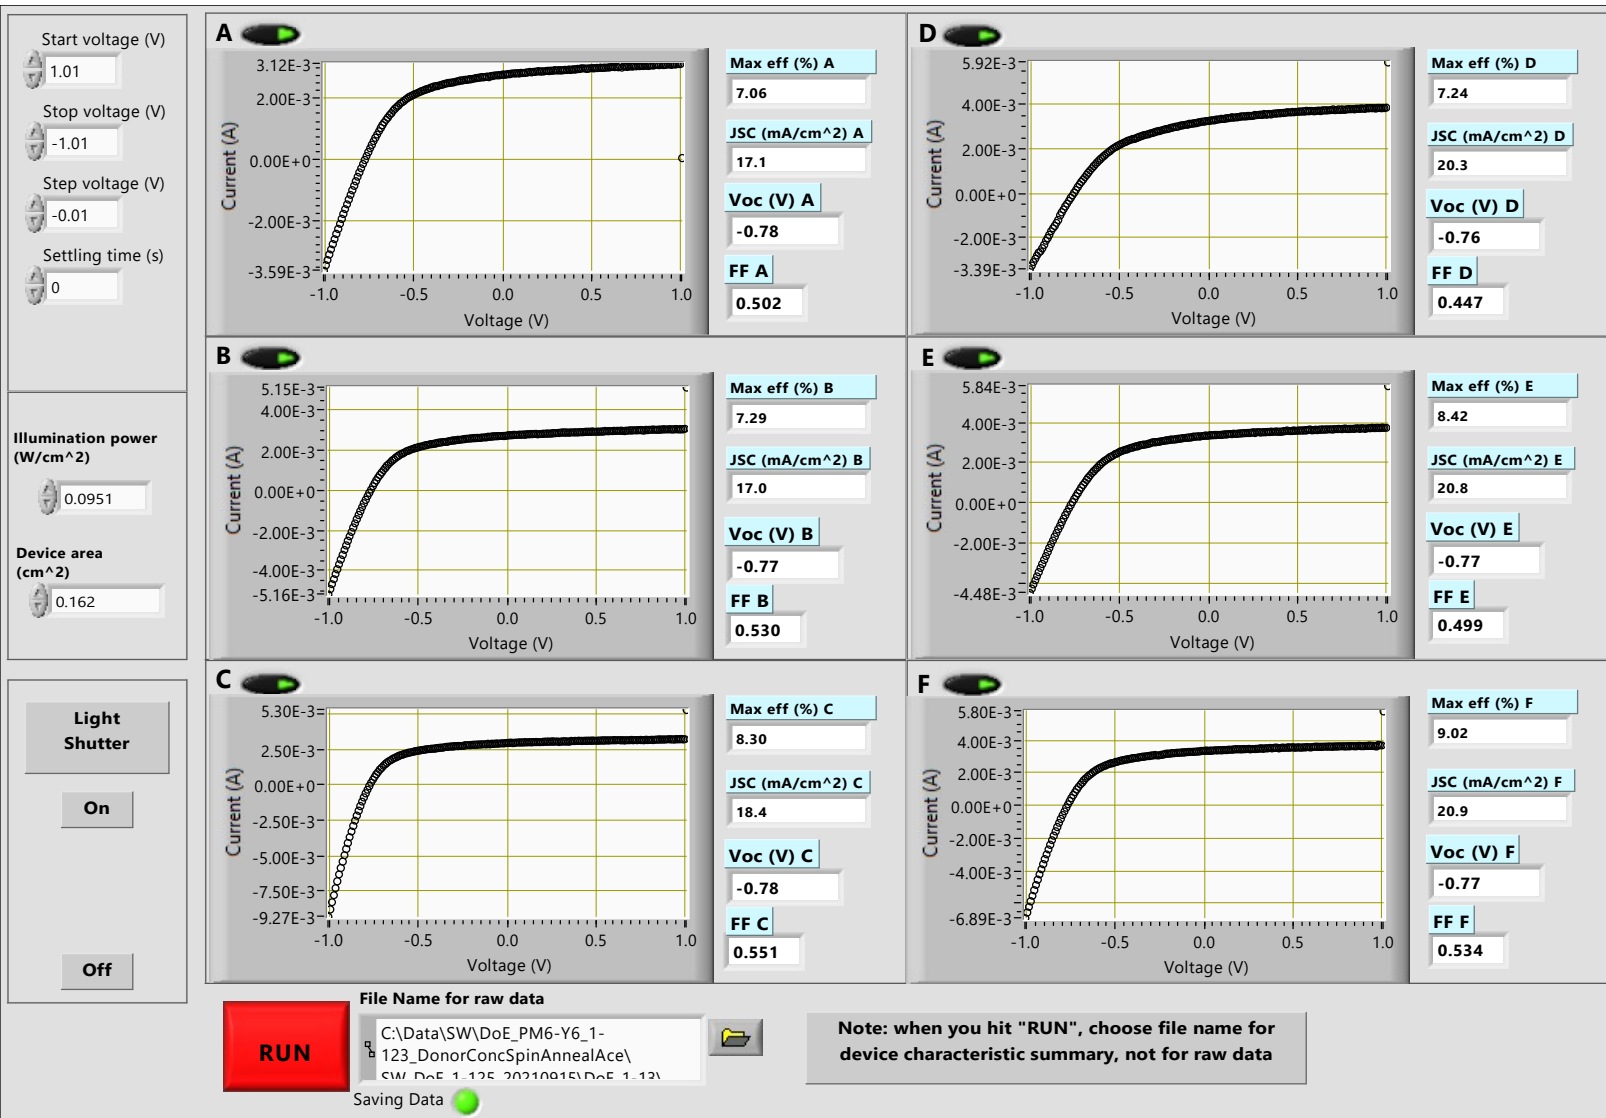 Start voltage (V)
1.01
Stop voltage (V)
-1.01
Step voltage (V)
-0.01
Settling time (s)
0
Illumination power
(W/cm^2)
0.0951
Device area
(cm^2)
0.162
Light
Shutter
On
Off
A
Current (A)
3.12E-3
2.00E-3
0.00E+0
-2.00E-3
-3.59E-3
-1.0 -0.5 0.0 0.5 1.0
Voltage (V)
Max eff (%) A
7.06
JSC (mA/cm^2) A
17.1
Voc (V) A
-0.78
FF A
0.502
B
Current (A)
5.15E-3
4.00E-3
2.00E-3
0.00E+0
-2.00E-3
-4.00E-3
-5.16E-3
-1.0 -0.5 0.0 0.5 1.0
Voltage (V)
Max eff (%) B
7.29
JSC (mA/cm^2) B
17.0
Voc (V) B
-0.77
FF B
0.530
C
Current (A)
5.30E-3
2.50E-3
0.00E+0
-2.50E-3
-5.00E-3
-7.50E-3
-9.27E-3
-1.0 -0.5 0.0 0.5 1.0
Voltage (V)
Max eff (%) C
8.30
JSC (mA/cm^2) C
18.4
Voc (V) C
-0.78
FF C
0.551
D
Current (A)
5.92E-3
4.00E-3
2.00E-3
0.00E+0
-2.00E-3
-3.39E-3
-1.0 -0.5 0.0 0.5 1.0
Voltage (V)
Max eff (%) D
7.24
JSC (mA/cm^2) D
20.3
Voc (V) D
-0.76
FF D
0.447
E
Current (A)
5.84E-3
4.00E-3
2.00E-3
0.00E+0
-2.00E-3
-4.48E-3
-1.0 -0.5 0.0 0.5 1.0
Voltage (V)
Max eff (%) E
8.42
JSC (mA/cm^2) E
20.8
Voc (V) E
-0.77
FF E
0.499
F
Current (A)
5.80E-3
4.00E-3
2.00E-3
0.00E+0
-2.00E-3
-4.00E-3
-6.89E-3
-1.0 -0.5 0.0 0.5 1.0
Voltage (V)
Max eff (%) F
9.02
JSC (mA/cm^2) F
20.9
Voc (V) F
-0.77
FF F
0.534
RUN
File Name for raw data
C:\Data\SW\DoE_PM6-Y6_1-
123_DonorConcSpinAnnealAce\
SW_DoE_1-125_20210915\DoE_1-13\
Saving Data
Note: when you hit "RUN", choose file name for
device characteristic summary, not for raw data